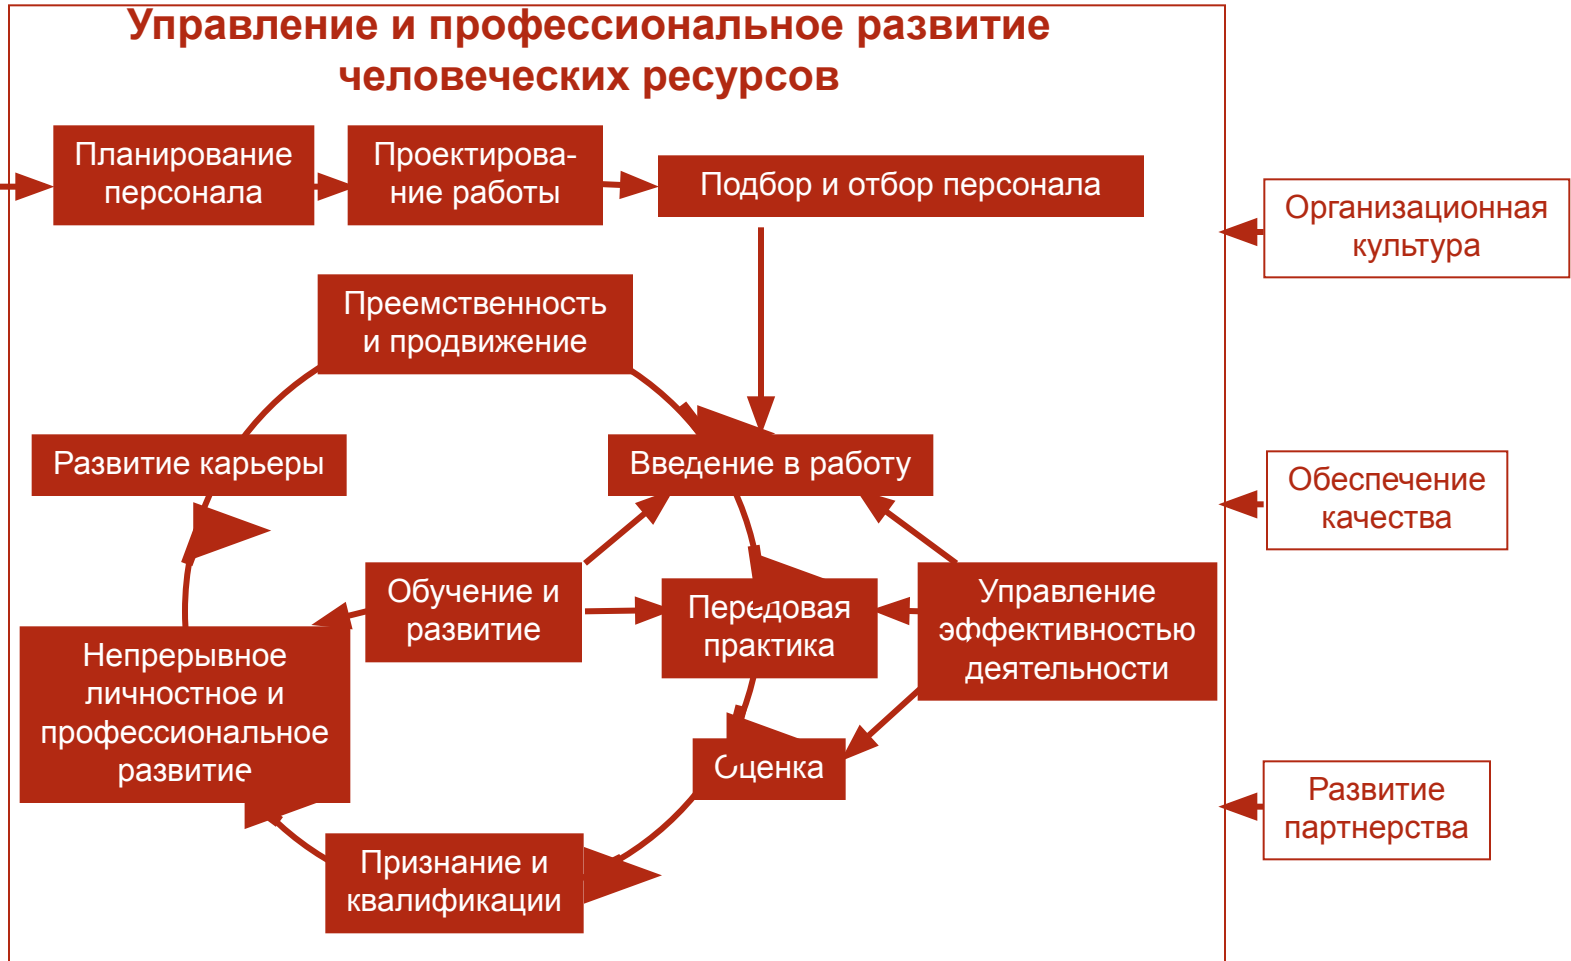 Управление и профессиональное развитие
человеческих ресурсов
Планирование
персонала
Проектирова-
ние работы
Подбор и отбор персонала
Организационная
культура
Преемственность
и продвижение
Развитие карьеры
Введение в работу
Обеспечение
качества
Обучение и
развитие
Передовая
практика
Управление
эффективностью
деятельности
Непрерывное
личностное и
профессиональное
развитие
Оценка
Развитие
партнерства
Признание и
квалификации